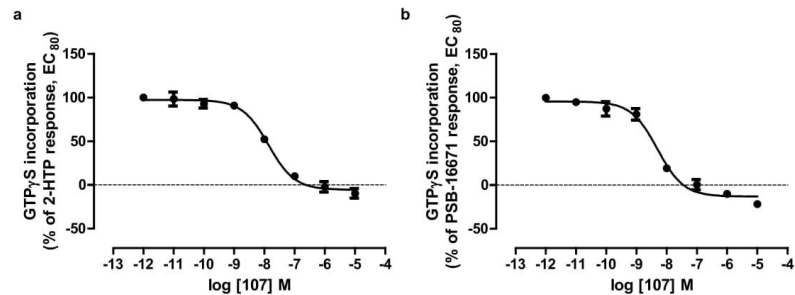 a
GTPγS incorporation
(% of 2-HTP response, EC80)
150
100
50
0
-50
-13 -12 -11 -10 -9 -8 -7 -6 -5 -4
log [107] M
b
GTPγS incorporation
(% of PSB-16671 response, EC80)
150
100
50
0
-50
-13 -12 -11 -10 -9 -8 -7 -6 -5 -4
log [107] M